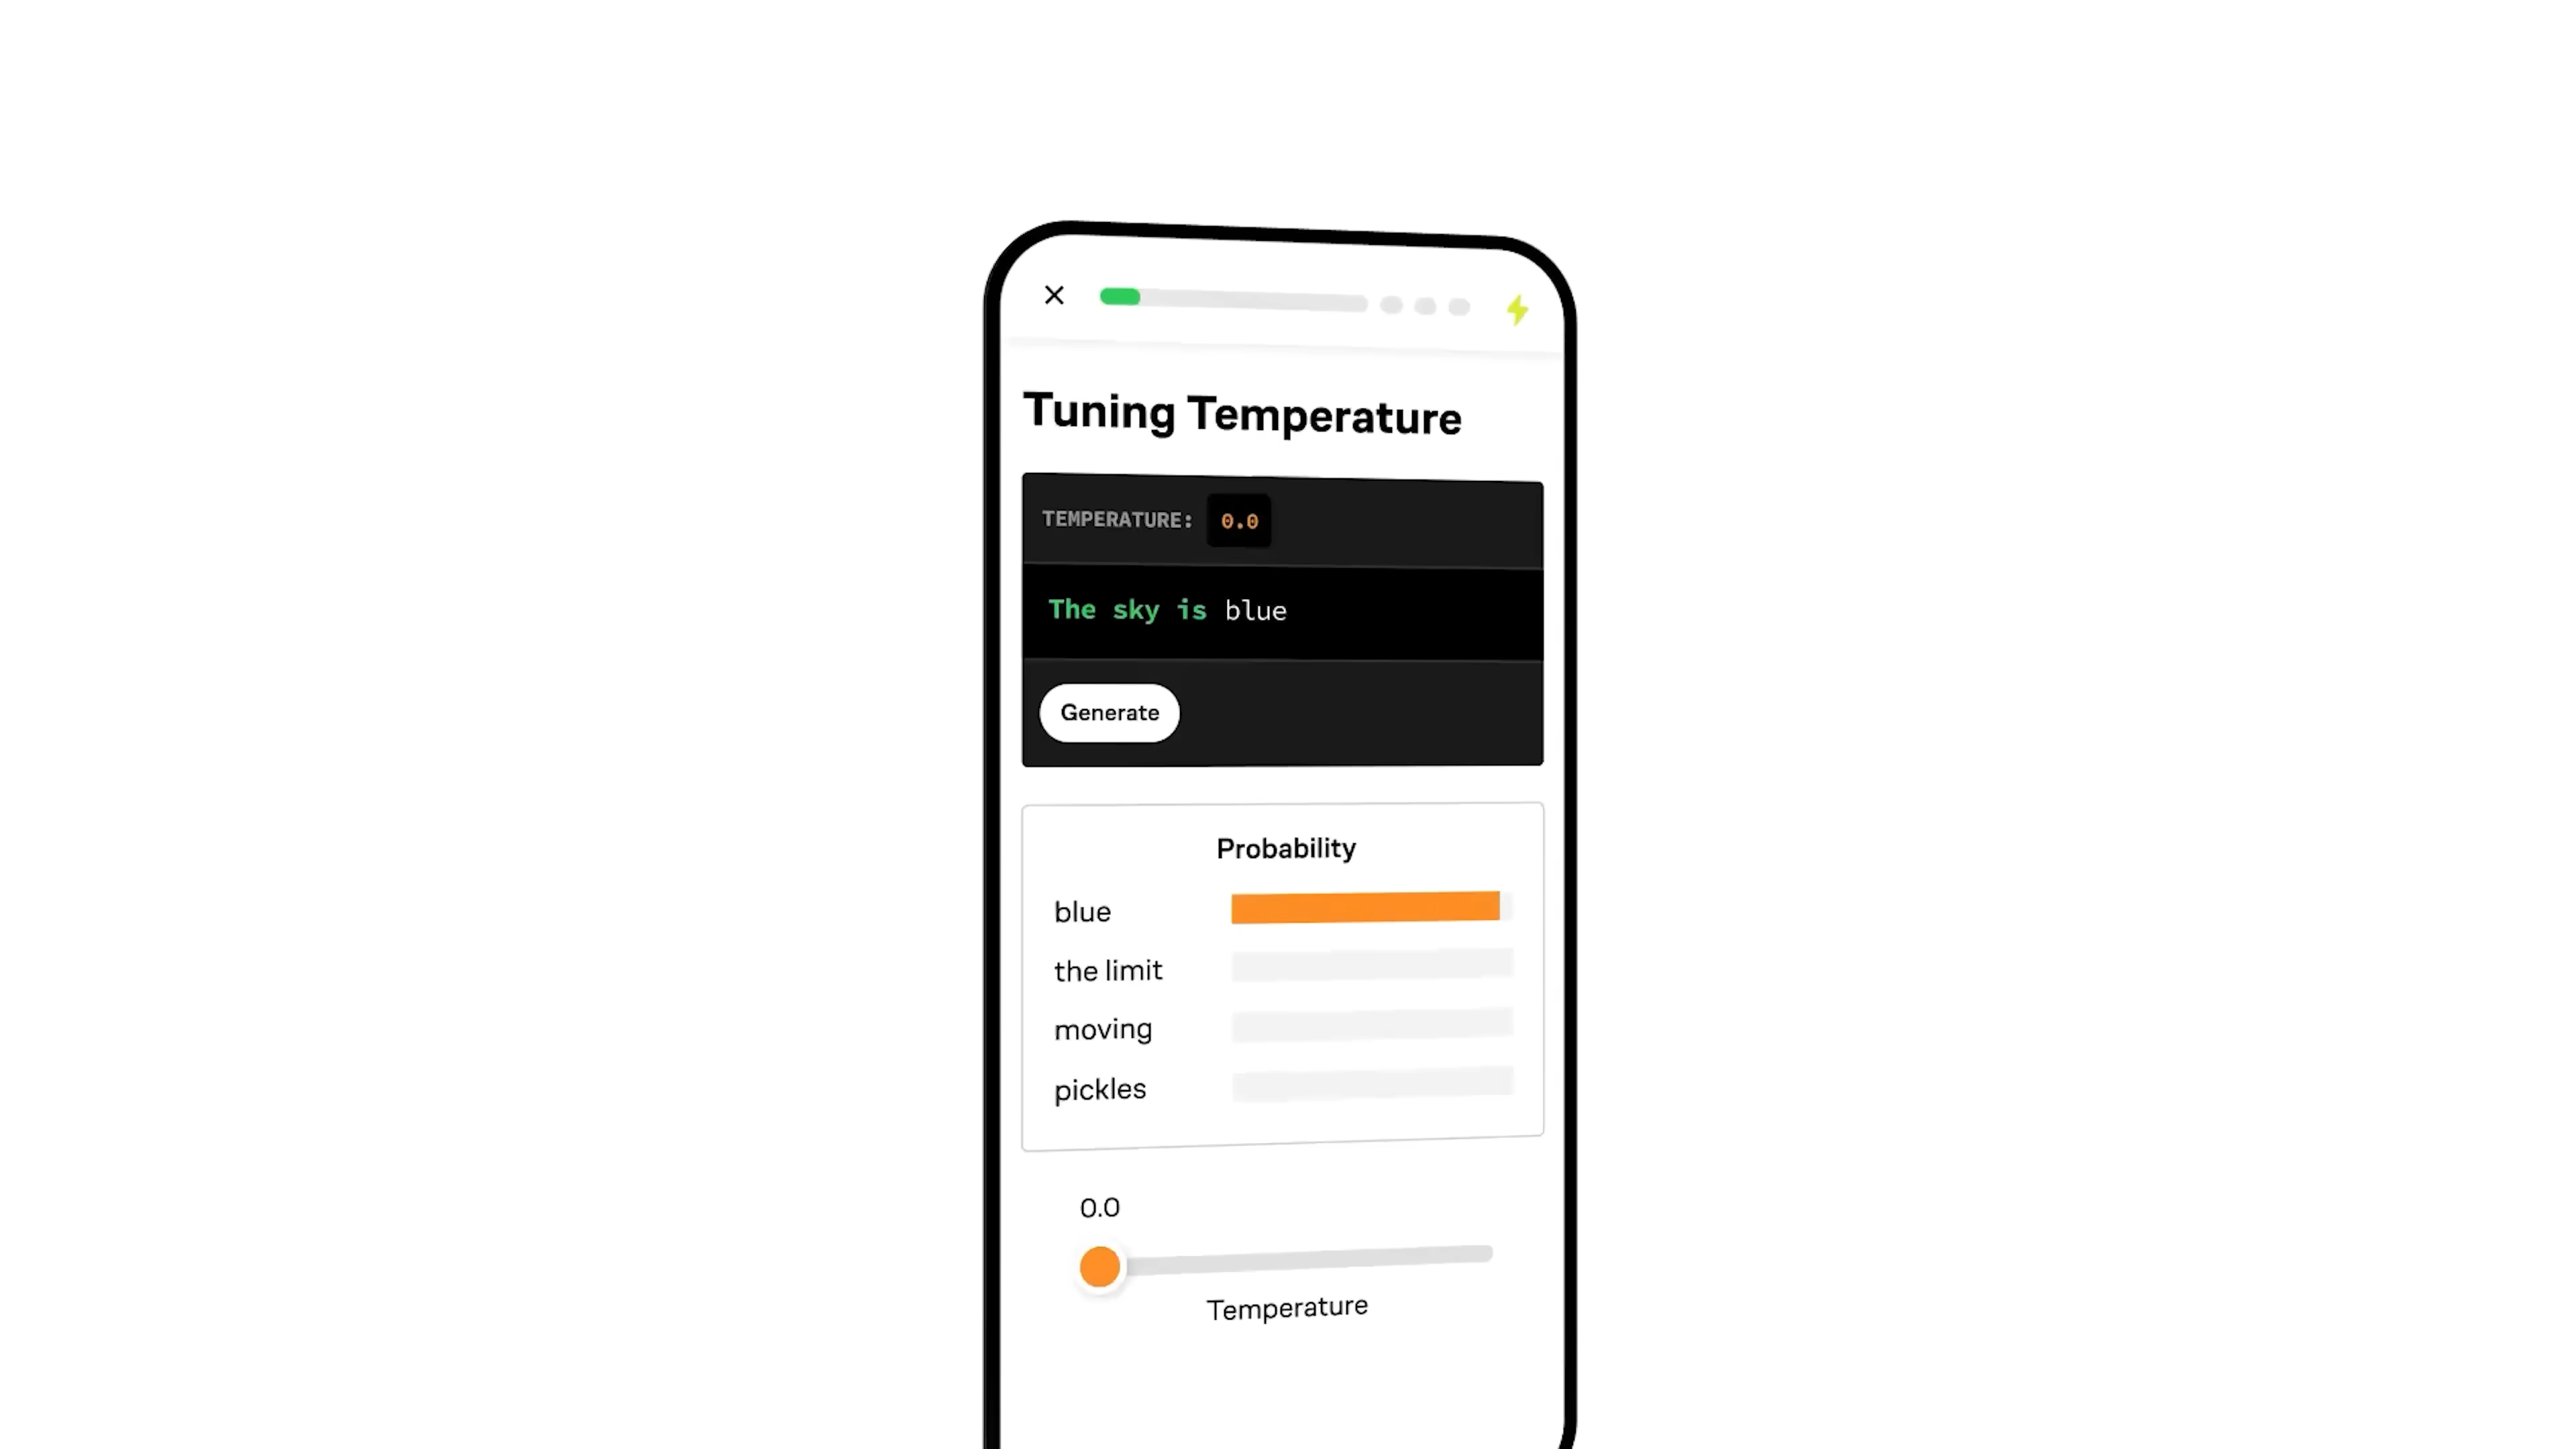 Tuning Temperature
TEMPERATURE: 0.0
The sky is blue
Generate
Probability
blue
the limit
moving
pickles
0.0
Temperature